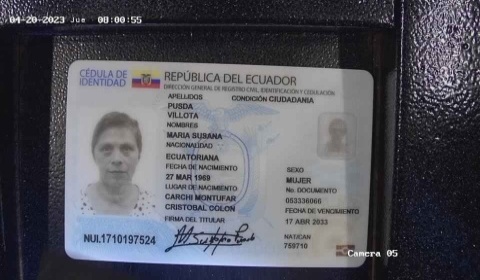 04-20-2023 Jue 08:00:55
CÉDULA DE
IDENTIDAD
REPÚBLICA DEL ECUADOR
DIRECCIÓN GENERAL DE REGISTRO CIVIL, IDENTIFICACIÓN Y CEDULACIÓN
APELLIDOS
CONDICIÓN CIUDADANIA
PUSDA
VILLOTA
NOMBRES
MARIA SUSANA
NACIONALIDAD
ECUATORIANA
FECHA DE NACIMIENTO
27 MAR 1969
LUGAR DE NACIMIENTO
CARCHI MONTUFAR
CRISTOBAL COLON
FIRMA DEL TITULAR
SEXO
MUJER
No. DOCUMENTO
053336066
FECHA DE VENCIMIENTO
17 ABR 2033
NAT/CAN
759710
NUI.1710197524
Camera 05